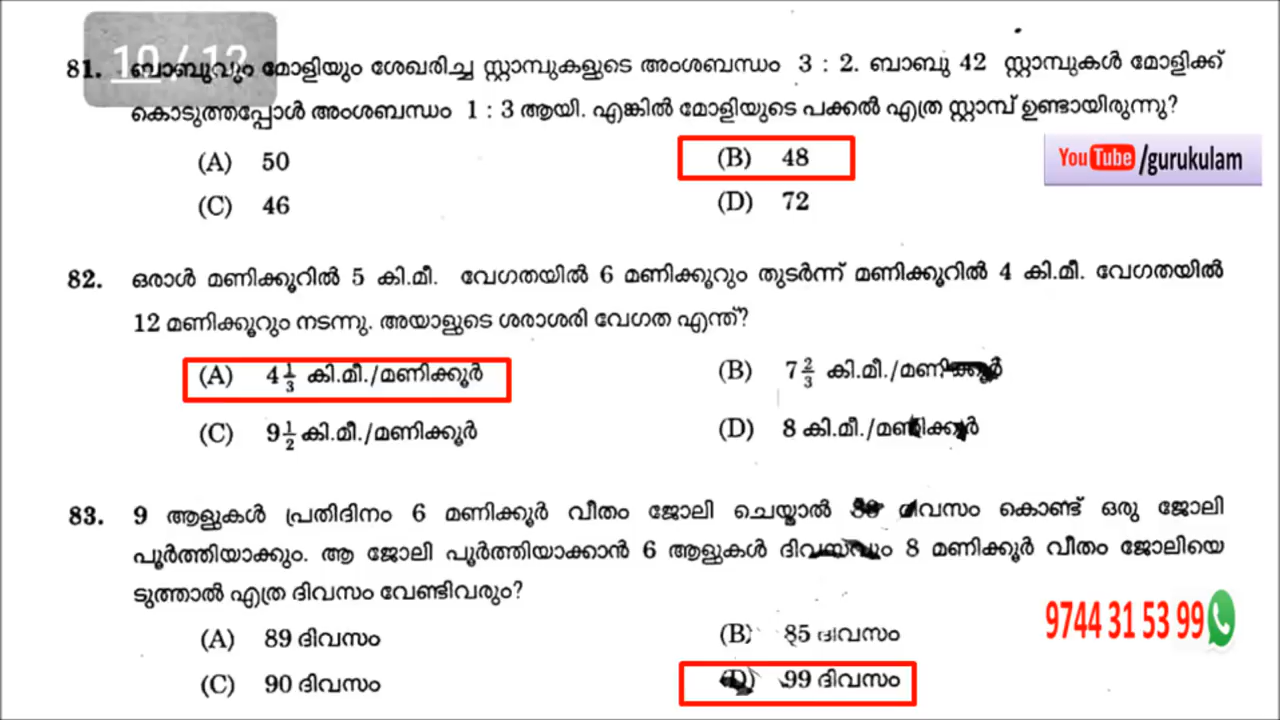 10 / 12
81. ബാബുവും മോളിയും ശേഖരിച്ച സ്റ്റാമ്പുകളുടെ അംശബന്ധം 3 : 2. ബാബു 42 സ്റ്റാമ്പുകൾ മോളിക്ക്
കൊടുത്തപ്പോൾ അംശബന്ധം 1 : 3 ആയി. എങ്കിൽ മോളിയുടെ പക്കൽ എത്ര സ്റ്റാമ്പ് ഉണ്ടായിരുന്നു?
(A) 50 (B) 48
YouTube/gurukulam
(C) 46 (D) 72
82. ഒരാൾ മണിക്കൂറിൽ 5 കി.മീ. വേഗതയിൽ 6 മണിക്കൂറും തുടർന്ന് മണിക്കൂറിൽ 4 കി.മീ. വേഗതയിൽ
12 മണിക്കൂറും നടന്നു. അയാളുടെ ശരാശരി വേഗത എന്ത്?
(A) 4 1/3 കി.മീ./മണിക്കൂർ (B) 7 2/3 കി.മീ./മണിക്കൂർ
(C) 9 1/2 കി.മീ./മണിക്കൂർ (D) 8 കി.മീ./മണിക്കൂർ
83. 9 ആളുകൾ പ്രതിദിനം 6 മണിക്കൂർ വീതം ജോലി ചെയ്താൽ ദിവസം കൊണ്ട് ഒരു ജോലി
പൂർത്തിയാക്കും. ആ ജോലി പൂർത്തിയാക്കാൻ 6 ആളുകൾ ദിവസവും 8 മണിക്കൂർ വീതം ജോലിയെ
ടുത്താൽ എത്ര ദിവസം വേണ്ടിവരും?
(A) 89 ദിവസം (B) 85 ദിവസം
(C) 90 ദിവസം (D) 99 ദിവസം
9744 31 53 99